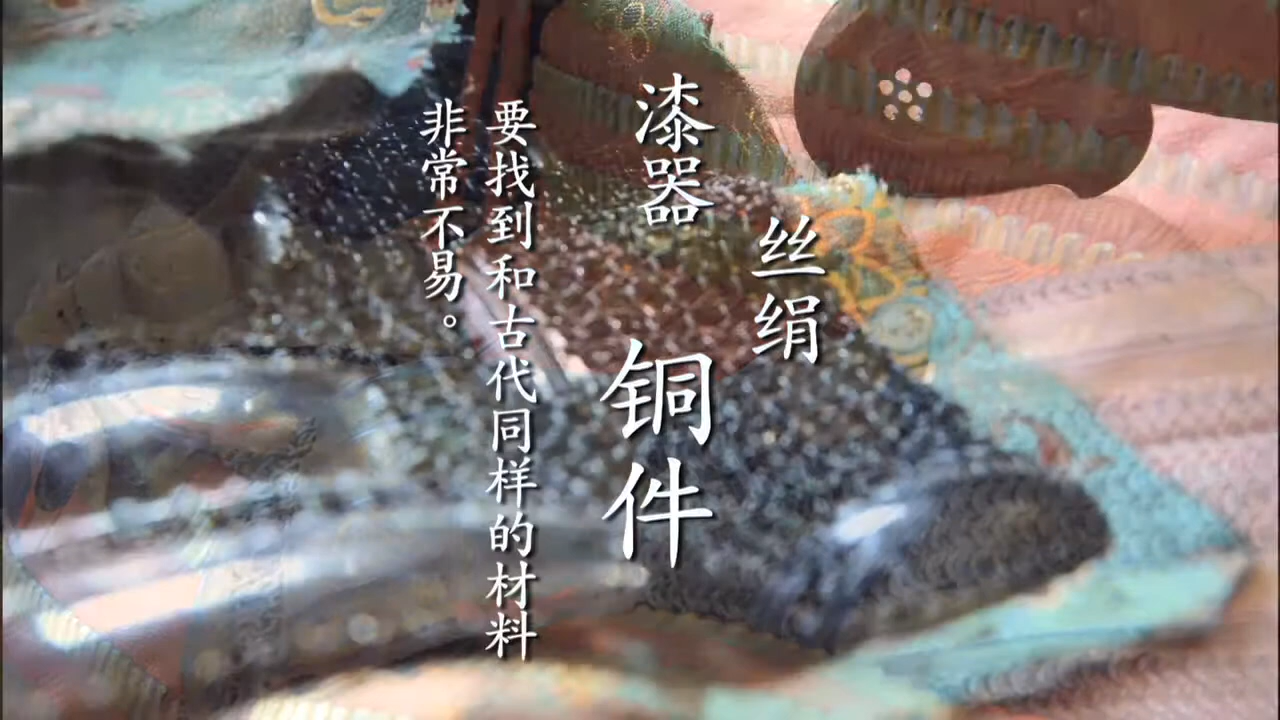 丝绢
漆器
铜件
要找到和古代同样的材料
非常不易。